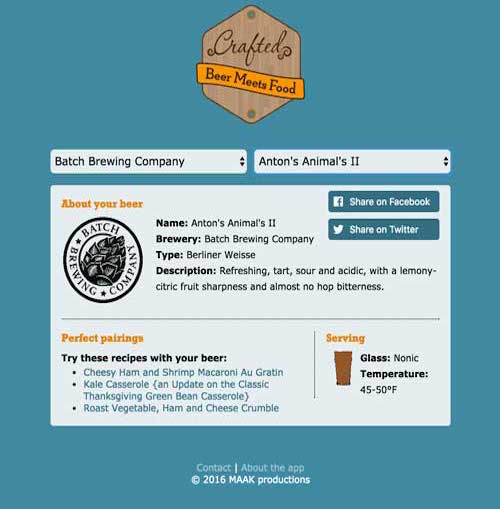 Crafted
Beer Meets Food
Batch Brewing Company
Anton's Animal's II
About your beer
Share on Facebook
Share on Twitter
BATCH
BREWING
COMPANY
Name: Anton's Animal's II
Brewery: Batch Brewing Company
Type: Berliner Weisse
Description: Refreshing, tart, sour and acidic, with a lemony-
citric fruit sharpness and almost no hop bitterness.
Perfect pairings
Try these recipes with your beer:
• Cheesy Ham and Shrimp Macaroni Au Gratin
• Kale Casserole {an Update on the Classic
Thanksgiving Green Bean Casserole}
• Roast Vegetable, Ham and Cheese Crumble
Serving
Glass: Nonic
Temperature:
45-50°F
Contact | About the app
© 2016 MAAK productions